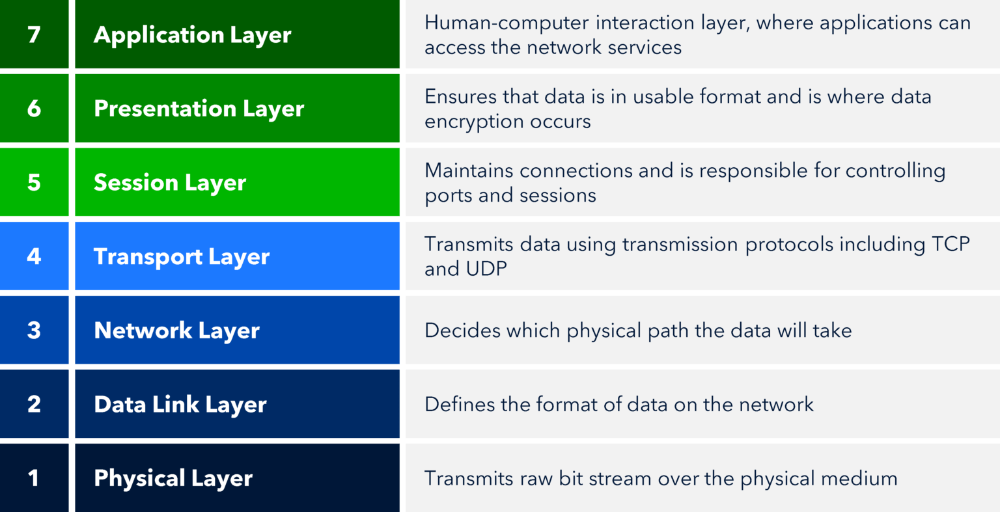 7
Application Layer
Human-computer interaction layer, where applications can
access the network services
6
Presentation Layer
Ensures that data is in usable format and is where data
encryption occurs
5
Session Layer
Maintains connections and is responsible for controlling
ports and sessions
4
Transport Layer
Transmits data using transmission protocols including TCP
and UDP
3
Network Layer
Decides which physical path the data will take
2
Data Link Layer
Defines the format of data on the network
1
Physical Layer
Transmits raw bit stream over the physical medium